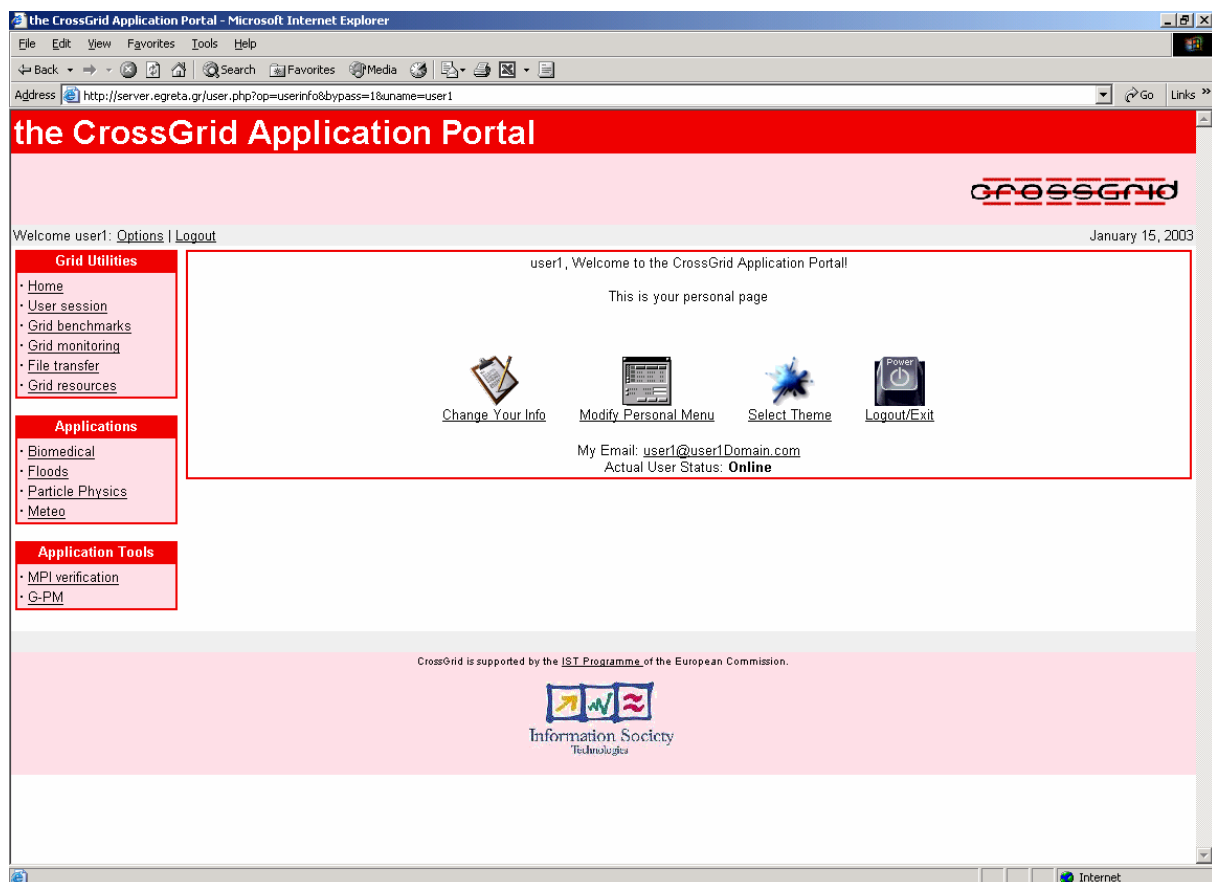 the CrossGrid Application Portal - Microsoft Internet Explorer
File Edit View Favorites Tools Help
Back Search Favorites Media
Address http://server.egreta.gr/user.php?op=userinfo&bypass=1&uname=user1 Go Links »
the CrossGrid Application Portal
crossgrid
Welcome user1: Options | Logout January 15, 2003
Grid Utilities
· Home
· User session
· Grid benchmarks
· Grid monitoring
· File transfer
· Grid resources
Applications
· Biomedical
· Floods
· Particle Physics
· Meteo
Application Tools
· MPI verification
· G-PM
user1, Welcome to the CrossGrid Application Portal!
This is your personal page
Power
Change Your Info Modify Personal Menu Select Theme Logout/Exit
My Email: user1@user1Domain.com
Actual User Status: Online
CrossGrid is supported by the IST Programme of the European Commission.
Information Society
Technologies
Internet